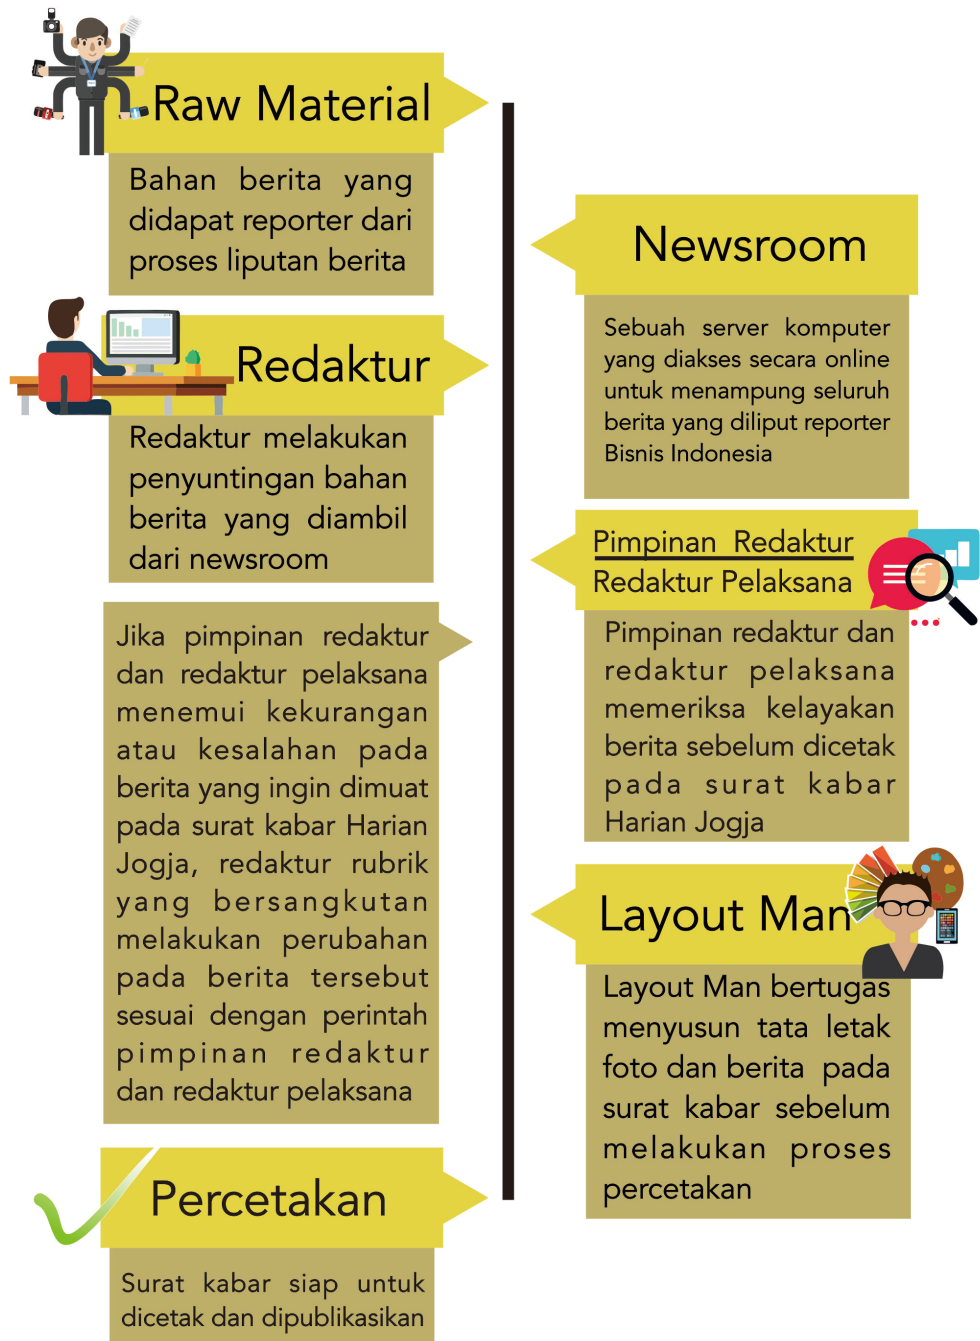 Raw Material
Bahan berita yang
didapat reporter dari
proses liputan berita
Newsroom
Sebuah server komputer
yang diakses secara online
untuk menampung seluruh
berita yang diliput reporter
Bisnis Indonesia
Redaktur
Redaktur melakukan
penyuntingan bahan
berita yang diambil
dari newsroom
Pimpinan Redaktur
Redaktur Pelaksana
Pimpinan redaktur dan
redaktur pelaksana
memeriksa kelayakan
berita sebelum dicetak
pada surat kabar
Harian Jogja
Jika pimpinan redaktur
dan redaktur pelaksana
menemui kekurangan
atau kesalahan pada
berita yang ingin dimuat
pada surat kabar Harian
Jogja, redaktur rubrik
yang bersangkutan
melakukan perubahan
pada berita tersebut
sesuai dengan perintah
pimpinan redaktur
dan redaktur pelaksana
Layout Man
Layout Man bertugas
menyusun tata letak
foto dan berita pada
surat kabar sebelum
melakukan proses
percetakan
Percetakan
Surat kabar siap untuk
dicetak dan dipublikasikan